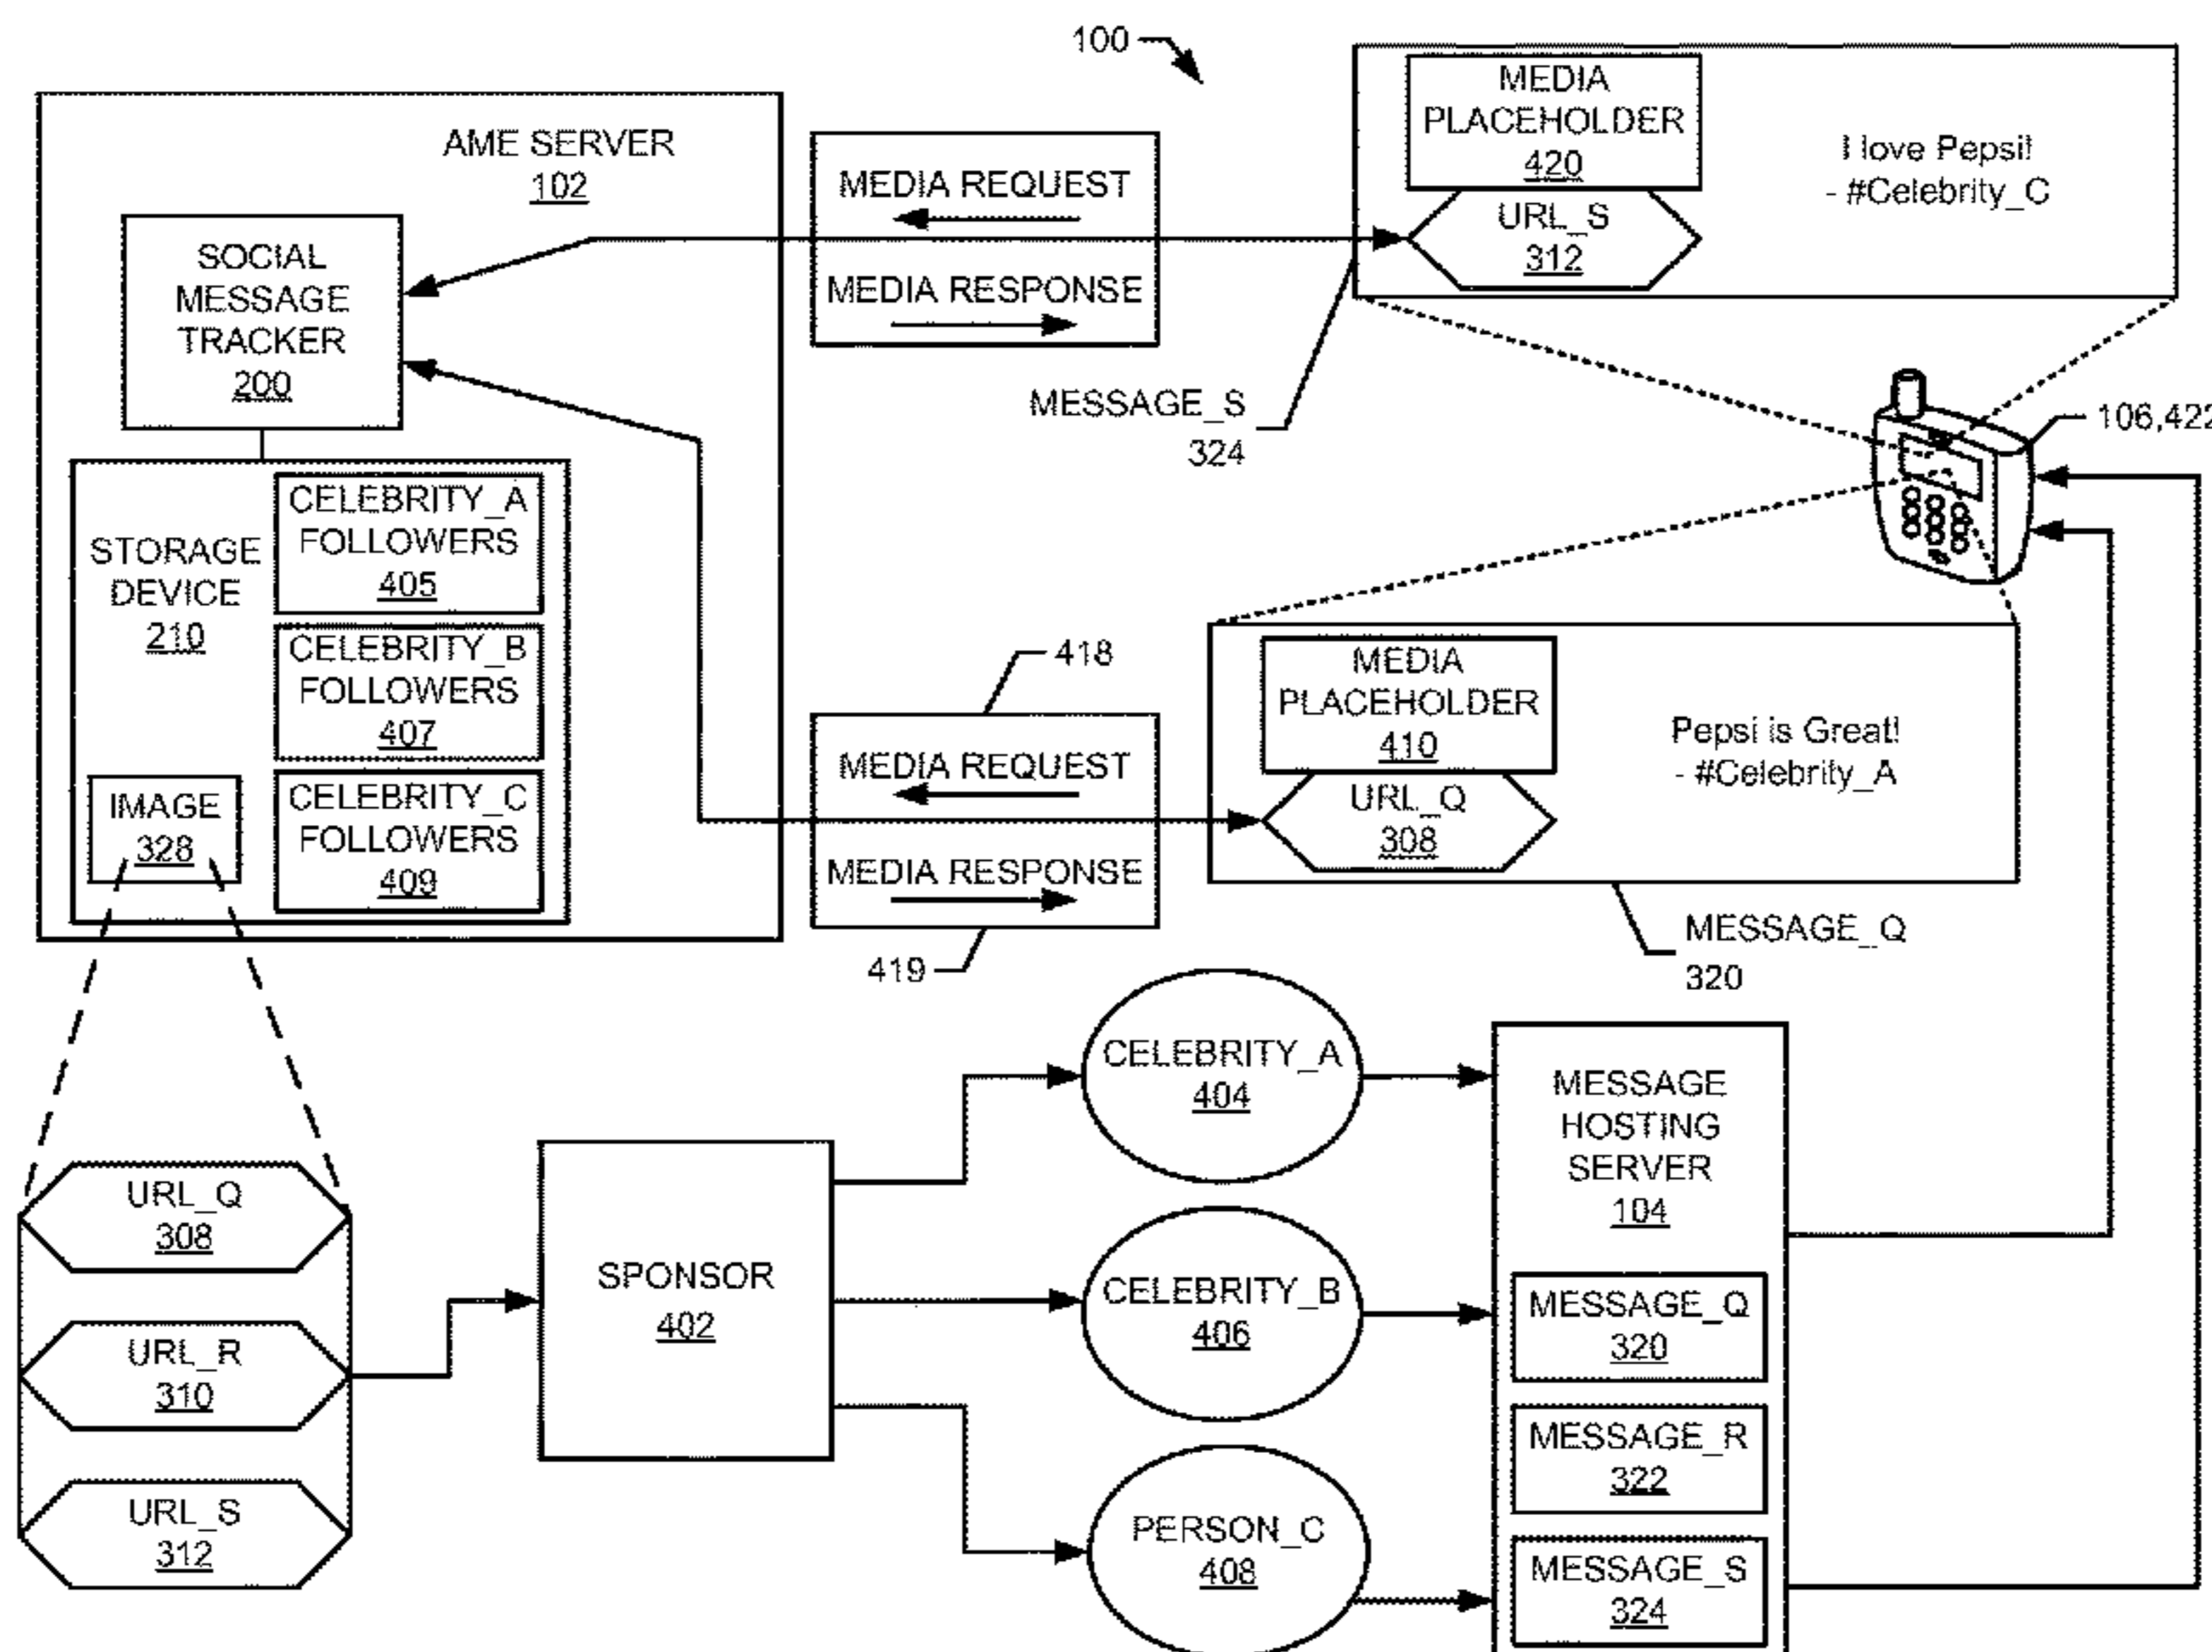 100
AME SERVER
102
SOCIAL
MESSAGE
TRACKER
200
STORAGE
DEVICE
210
CELEBRITY_A
FOLLOWERS
405
CELEBRITY_B
FOLLOWERS
407
CELEBRITY_C
FOLLOWERS
409
IMAGE
328
MEDIA REQUEST
MEDIA RESPONSE
MEDIA
PLACEHOLDER
420
URL_S
312
I love Pepsi!
- #Celebrity_C
MESSAGE_S
324
106,422
418
MEDIA REQUEST
MEDIA RESPONSE
419
MEDIA
PLACEHOLDER
410
URL_Q
308
Pepsi is Great!
- #Celebrity_A
MESSAGE_Q
320
URL_Q
308
URL_R
310
URL_S
312
SPONSOR
402
CELEBRITY_A
404
CELEBRITY_B
406
PERSON_C
408
MESSAGE
HOSTING
SERVER
104
MESSAGE_Q
320
MESSAGE_R
322
MESSAGE_S
324